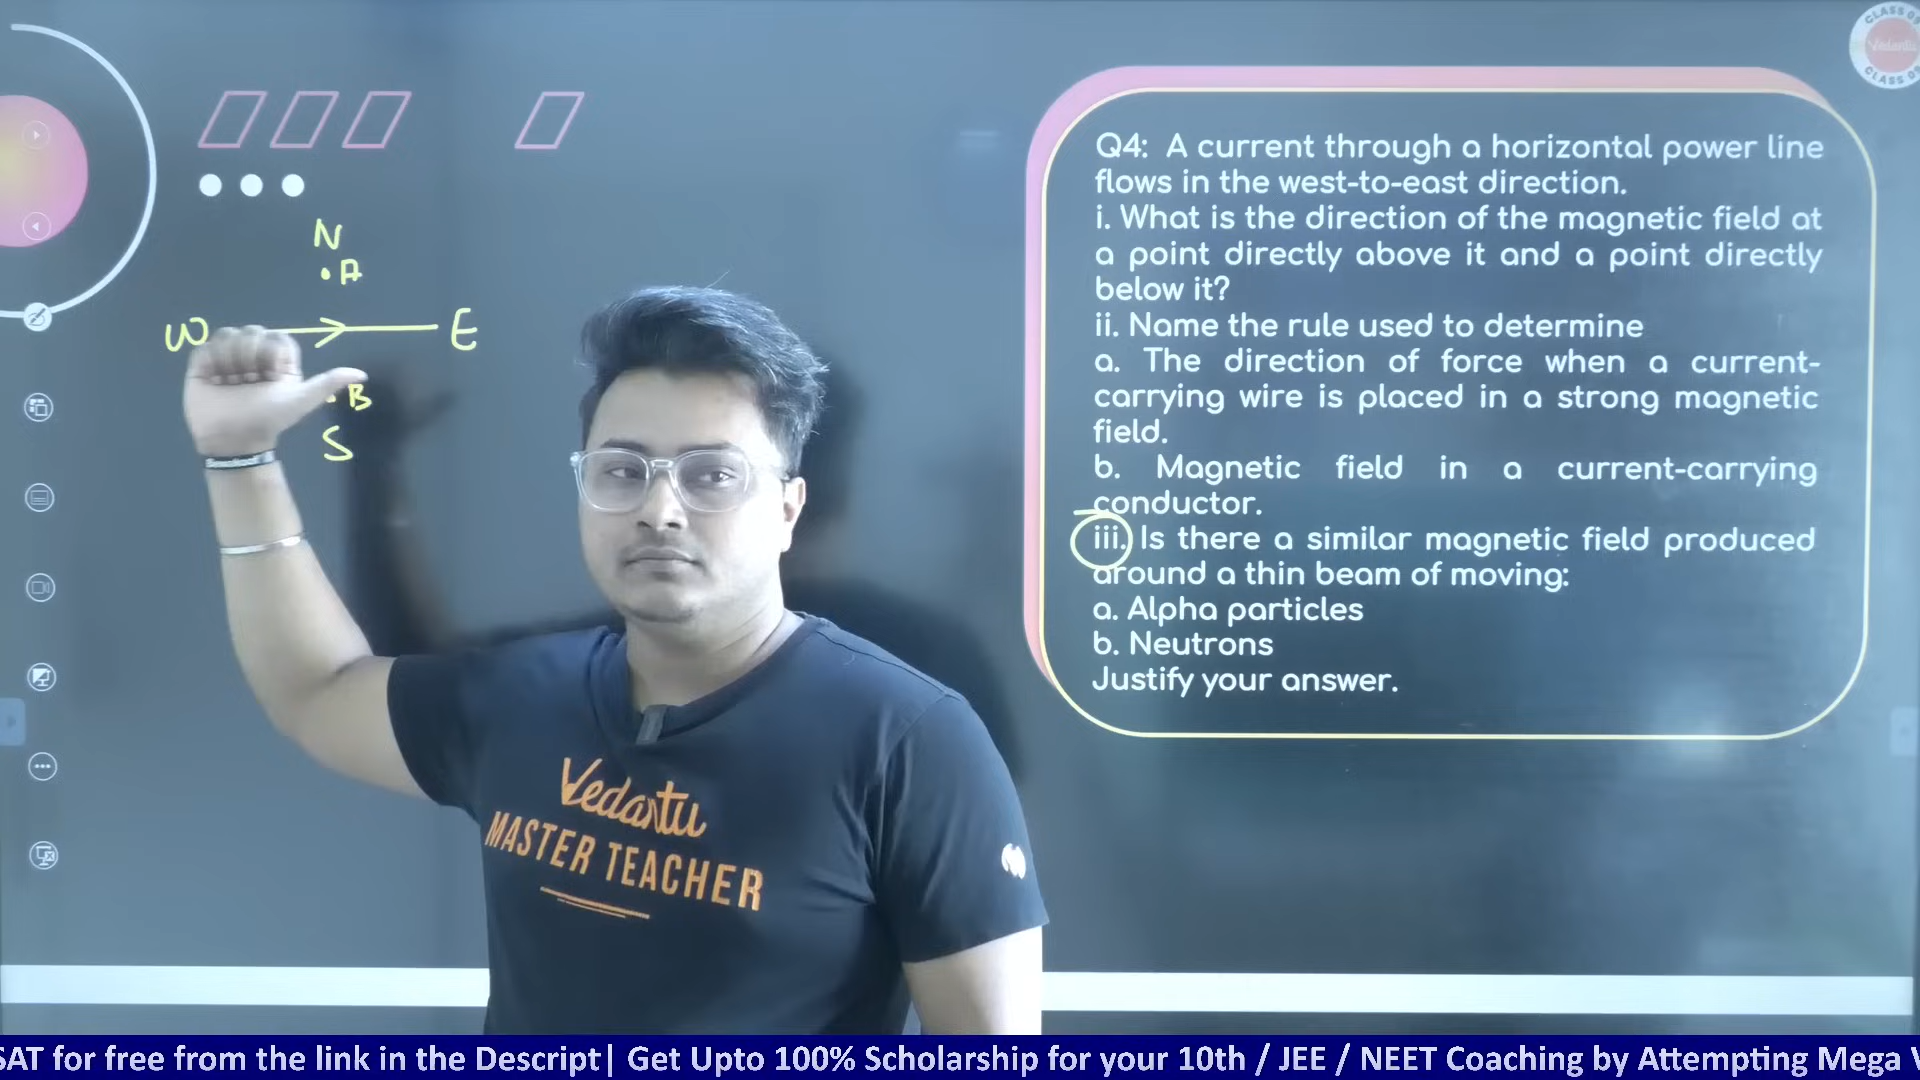 CLASS 09
Vedantu
CLASS 09
N
A
W
E
B
S
Q4: A current through a horizontal power line
flows in the west-to-east direction.
i. What is the direction of the magnetic field at
a point directly above it and a point directly
below it?
ii. Name the rule used to determine
a. The direction of force when a current-
carrying wire is placed in a strong magnetic
field.
b. Magnetic field in a current-carrying
conductor.
iii. Is there a similar magnetic field produced
around a thin beam of moving:
a. Alpha particles
b. Neutrons
Justify your answer.
Vedantu
MASTER TEACHER
SAT for free from the link in the Descript| Get Upto 100% Scholarship for your 10th / JEE / NEET Coaching by Attempting Mega V